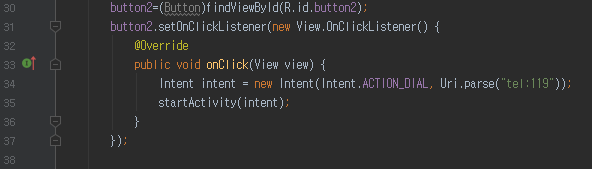 30 button2=(Button)findViewById(R.id.button2);
31 button2.setOnClickListener(new View.OnClickListener() {
32 @Override
33 public void onClick(View view) {
34 Intent intent = new Intent(Intent.ACTION_DIAL, Uri.parse("tel:119"));
35 startActivity(intent);
36 }
37 });
38